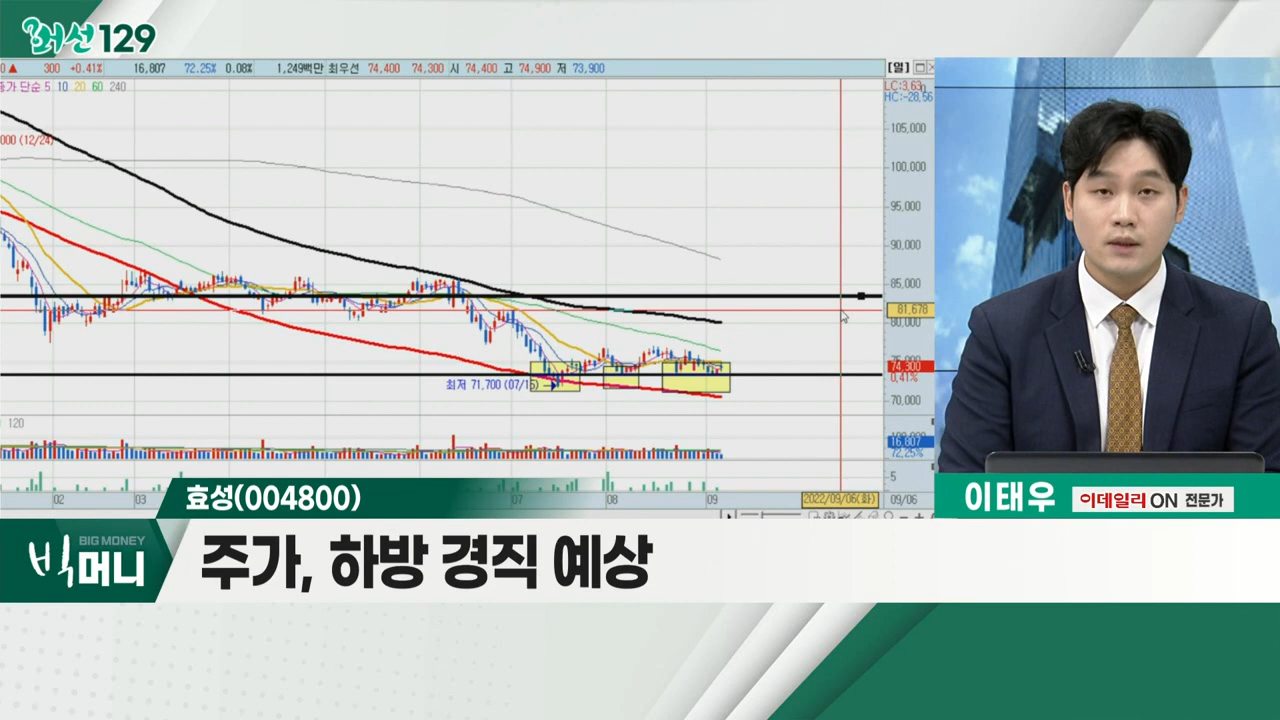 최선129
0▲ 300 +0.41% 16,807 72.25% 0.08% 1,249백만 최우선 74,400 74,300 시 74,400 고 74,900 저 73,900 [일]
종가 단순 5 10 20 60 240
LC:3.63
HC:-28.56
000 (12/24)
105,000
100,000
95,000
90,000
85,000
81,678
80,000
75,000
74,300
0.41%
70,000
최저 71,700 (07/15)
120
16,807
72.25%
5
02 03 07 08 09 2022/09/06(화) 09/06
효성(004800)
이태우 이데일리ON 전문가
BIG MONEY
빅머니
주가, 하방 경직 예상